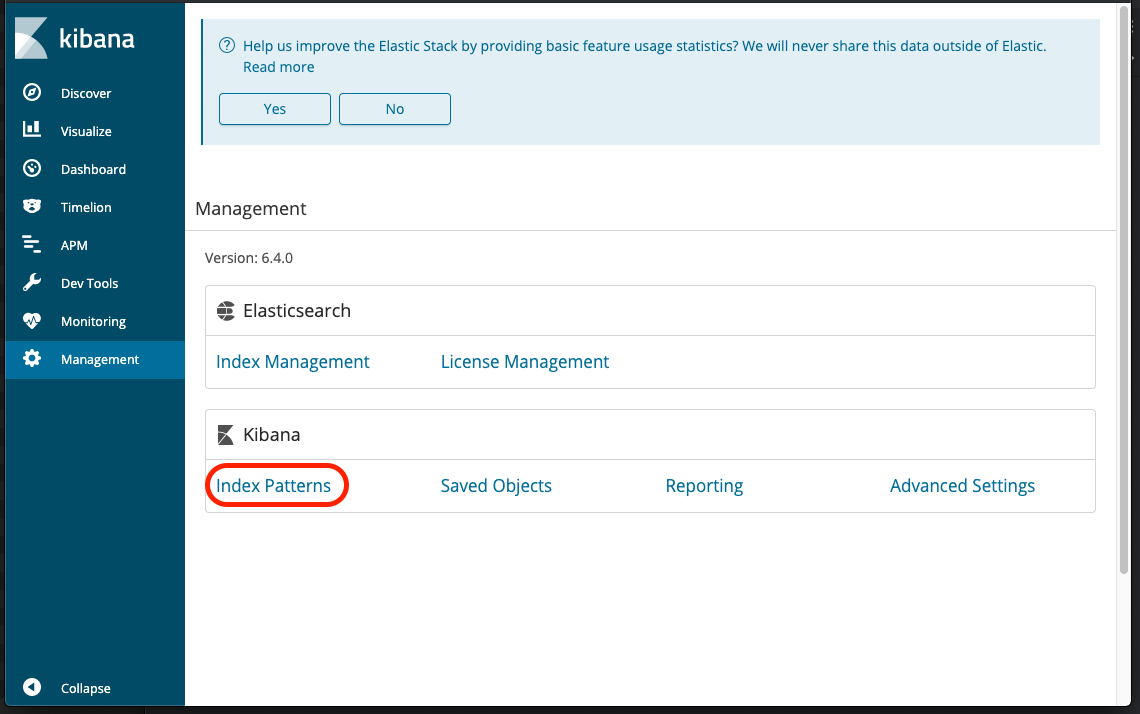 kibana
Discover
Visualize
Dashboard
Timelion
APM
Dev Tools
Monitoring
Management
Collapse
Help us improve the Elastic Stack by providing basic feature usage statistics? We will never share this data outside of Elastic.
Read more
Yes No
Management
Version: 6.4.0
Elasticsearch
Index Management License Management
Kibana
Index Patterns Saved Objects Reporting Advanced Settings